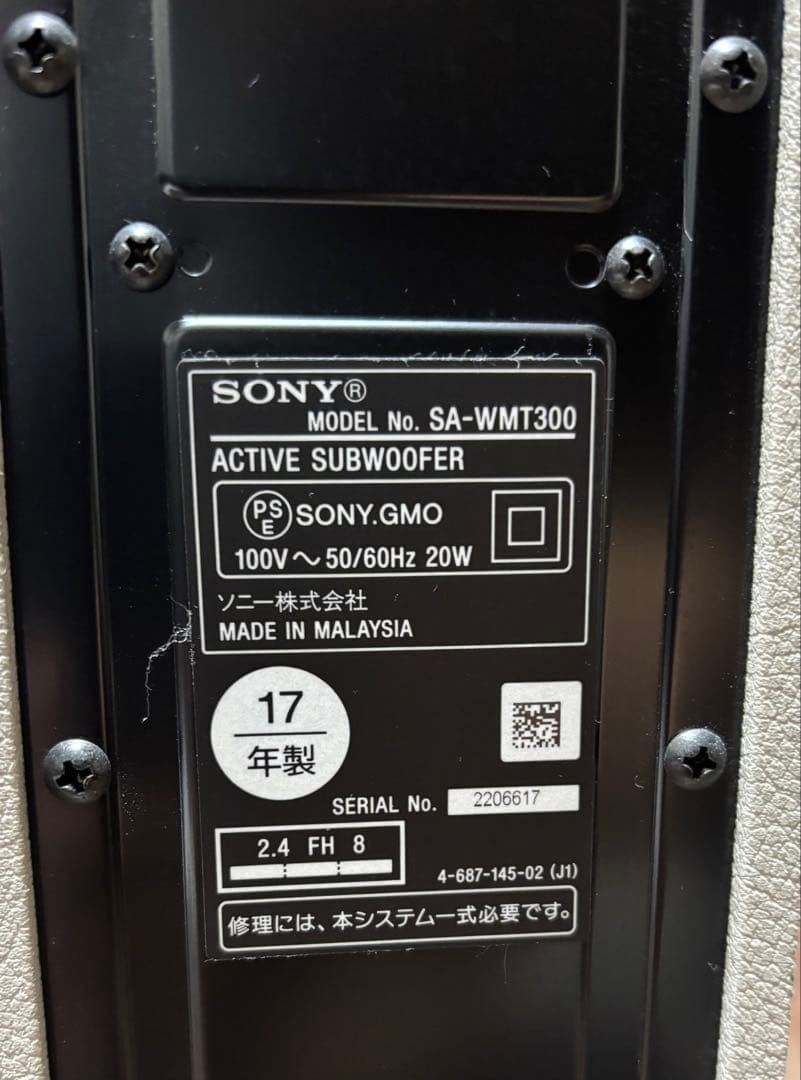 SONY®
MODEL No. SA-WMT300
ACTIVE SUBWOOFER
PSE SONY.GMO
100V～50/60Hz 20W
ソニー株式会社
MADE IN MALAYSIA
17
年製
SERIAL No. 2206617
2.4 FH 8
4-687-145-02 (J1)
修理には、本システム一式必要です。